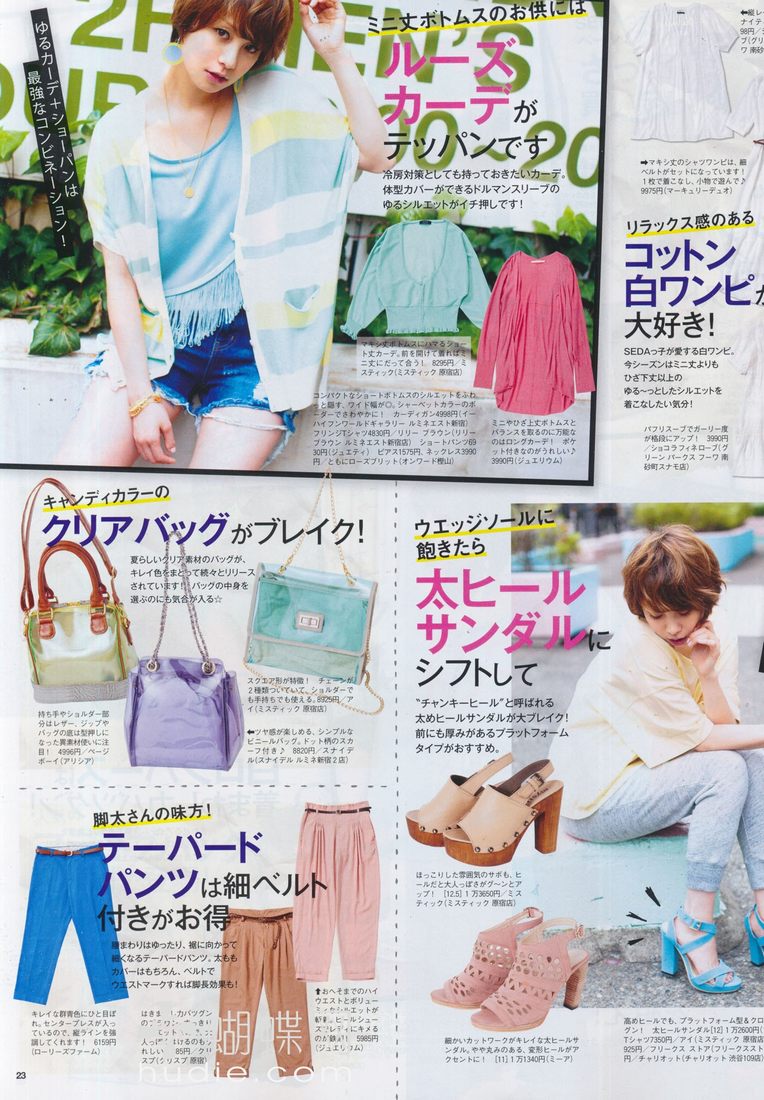 ゆるカーデ+ショーパンは
最強なコンビネーション!
ミニ丈ボトムスのお供には
ルーズ
カーデが
テッパンです
冷房対策としても持っておきたいカーデ。
体型カバーができるドルマンスリーブの
ゆるシルエットがイチ押しです!
マキシ丈ボトムスにハマるショー
ト丈カーデ。前を開けて着ればミ
ニ丈にだって合う! 8295円/ミ
スティック(ミスティック 原宿店)
コンパクトなショートボトムスのシルエットをふわ
っと隠す、ワイド幅が◎。シャーベットカラーのボ
ーダーでさわやかに! カーディガン4998円(イー
ハイフンワールドギャラリー ルミネエスト新宿)
フリンジTシャツ4830円/リリー ブラウン(リリー
ブラウン ルミネエスト新宿店) ショートパンツ69
30円(ジュエティ) ピアス1575円、ネックレス3990
円/ともにローズブリット(オンワード樫山)
ミニやひざ上丈ボトムスと
バランスを取るのに万能な
のはロングカーデ! ポケ
ット付きなのがうれしい♪
3990円(ジュエリウム)
➡マキシ丈のシャツワンピは、細
ベルトがセットになっています!
1枚で着こなし、小物で遊んで♪
9975円(マーキュリーデュオ)
リラックス感のある
コットン
白ワンピが
大好き!
SEDAっ子が愛する白ワンピ。
今シーズンはミニ丈よりも
ひざ下丈以上の
ゆる〜っとしたシルエットを
着こなしたい気分!
パフリスーブでガーリー度
が格段にアップ! 3990円
/ショコラフィネローブ(グ
リーン パークス フーワ 南
砂町スナモ店)
キャンディカラーの
クリアバッグがブレイク!
夏らしいクリア素材のバッグが、
キレイ色をまとって続々とリリース
されています! バッグの中身を
選ぶのにも気合が入る☆
スクエア形が特徴! チェーンが
2種類ついていて、ショルダーで
も手持ちでも使える。8925円/ア
イ(ミスティック 原宿店)
持ち手やショルダー部
分はレザー、ジップや
バッグの底は型押しに
なった異素材使いに注
目! 4996円/ページ
ボーイ(アリシア)
⬅ツヤ感が楽しめる、シンプルな
ビニールバッグ。ドット柄のスカ
ーフ付き♪ 8820円/スナイデ
ル(スナイデル ルミネ新宿2店)
ウエッジソールに
飽きたら
太ヒール
サンダルに
シフトして
“チャンキーヒール”と呼ばれる
太めヒールサンダルが大ブレイク!
前にも厚みがあるプラットフォーム
タイプがおすすめ。
ほっこりした雰囲気のサボも、ヒ
ールだと大人っぽさがグ〜ンとア
ップ! [12.5] 1万3650円/ミス
ティック(ミスティック 原宿店)
細かいカットワークがキレイな太ヒールサ
ンダル。やや丸みのある、変形ヒールがア
クセントに! [11]1万1340円(ミーア)
高めヒールでも、プラットフォーム型&ク
グン! 太ヒールサンダル[12]1万2600円(
Tシャツ7350円/アイ(ミスティック 原宿店)
925円/フリークス ストア(フリークススト
円/チャリオット(チャリオット 渋谷109店)
脚太さんの味方!
テーパード
パンツは細ベルト
付きがお得
腰まわりはゆったり、裾に向かって
細くなるテーパードパンツ。太もも
カバーはもちろん、ベルトで
ウエストマークすれば脚長効果も!
キレイな群青色にひと目ぼ
れ。センタープレスが入っ
ているので、縦ラインを強
調してくれます! 6159円
(ローリーズファーム)
⬆おへそまでのハイ
ウエストとボリュー
5985円
(ジュエリウム)
23
蝴蝶
hudie.com